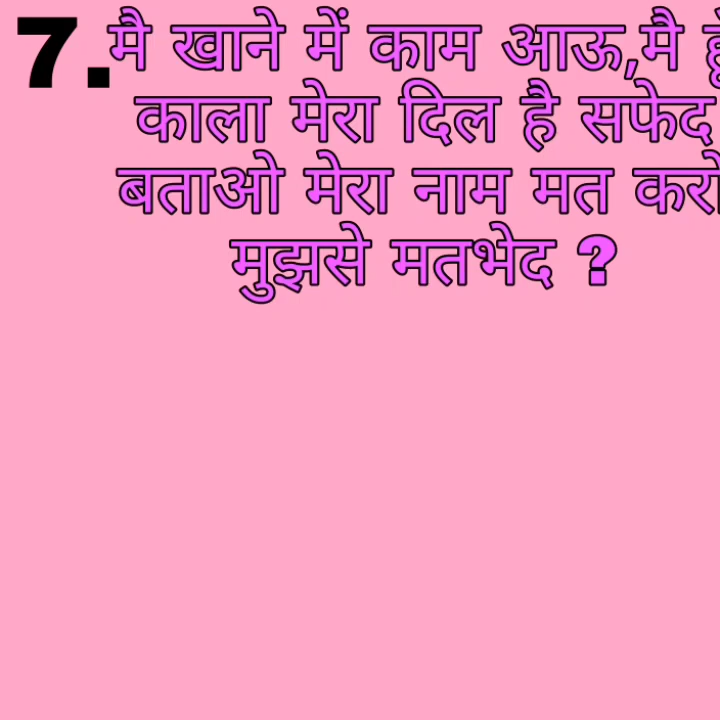 7. मै खाने में काम आऊ,मै
काला मेरा दिल है सफेद
बताओ मेरा नाम मत करो
मुझसे मतभेद ?